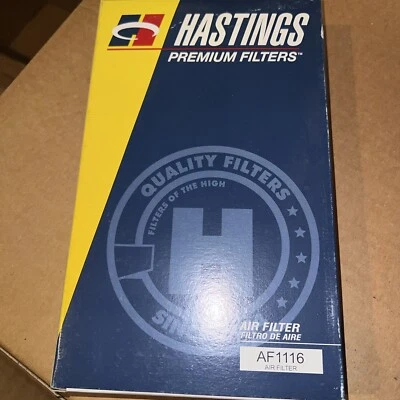 HASTINGS
PREMIUM FILTERS™
QUALITY FILTERS
FILTERS OF THE HIGH
H
AIR FILTER
FILTRO DE AIRE
AF1116
AIR FILTER